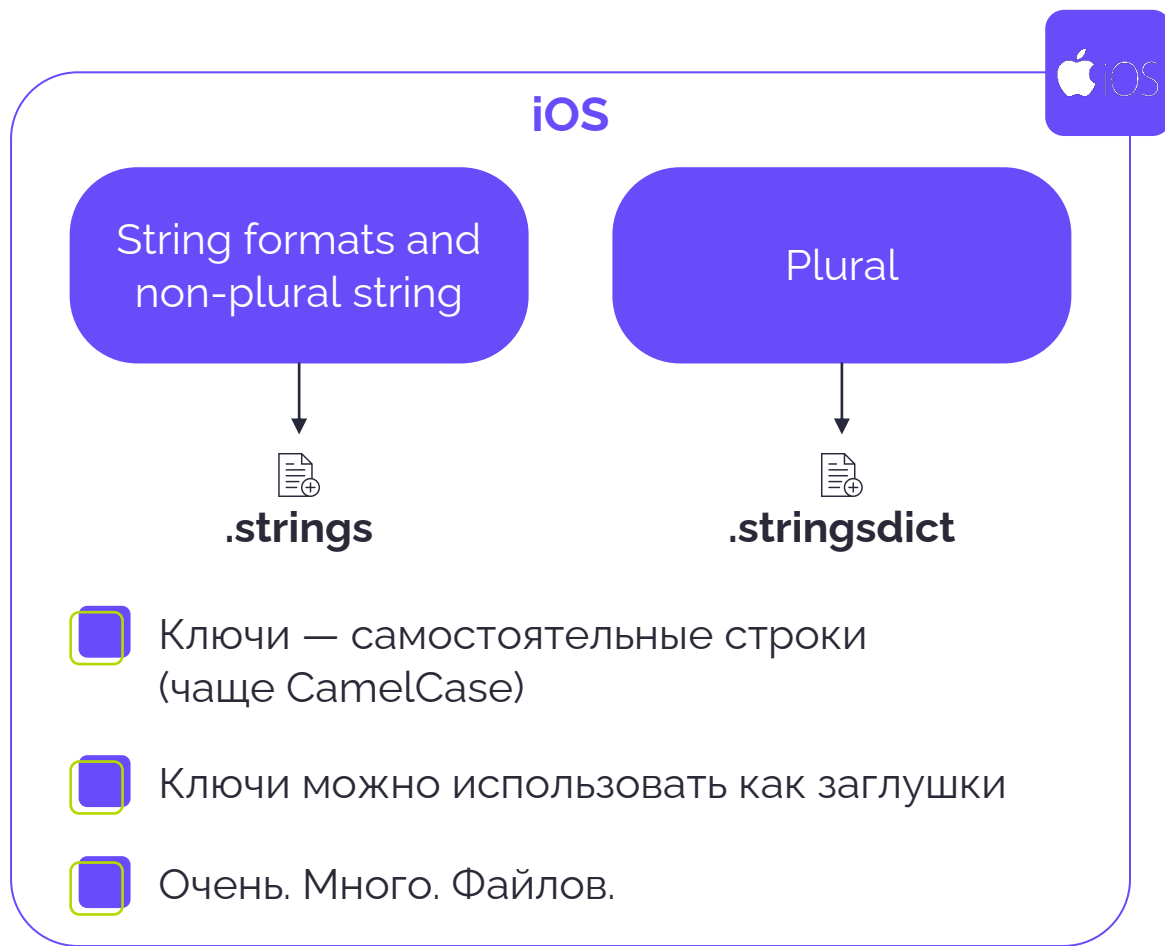 iOS
iOS
String formats and
non-plural string
Plural
.strings
.stringsdict
Ключи — самостоятельные строки
(чаще CamelCase)
Ключи можно использовать как заглушки
Очень. Много. Файлов.